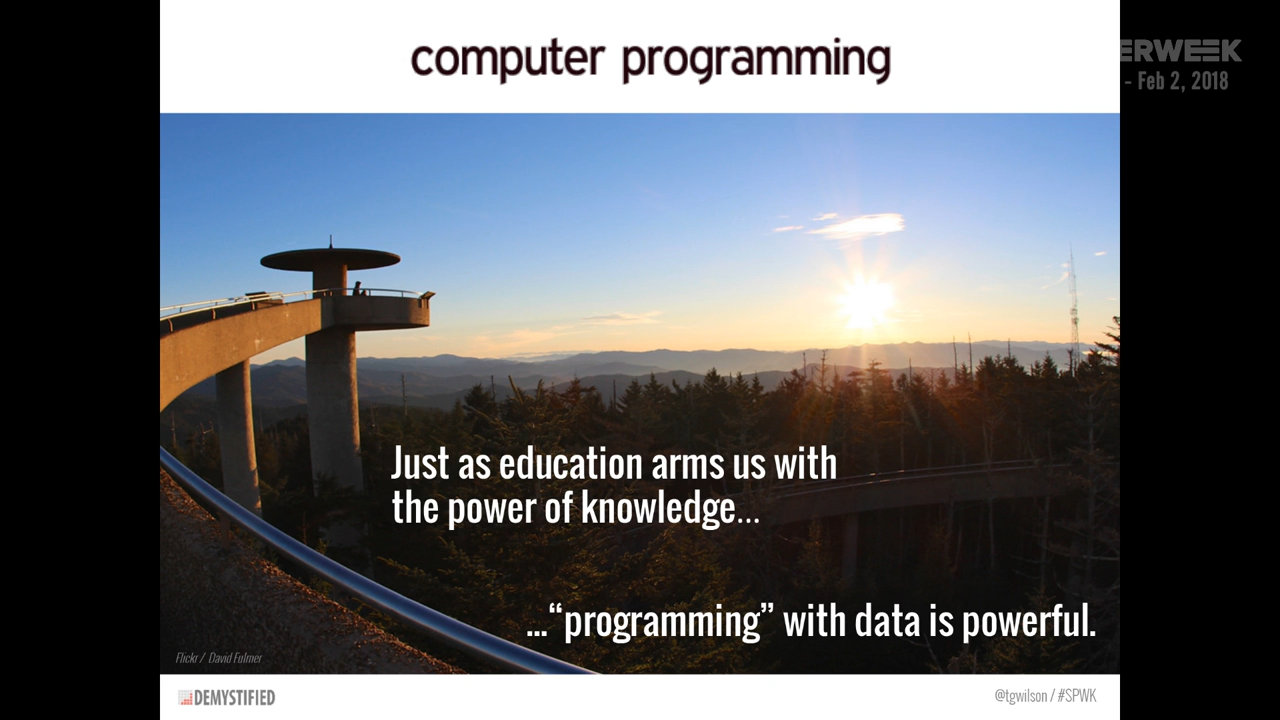 computer programming
ERWEEK
– Feb 2, 2018
Just as education arms us with
the power of knowledge...
...“programming” with data is powerful.
Flickr / David Fulmer
DEMYSTIFIED
@tgwilson / #SPWK